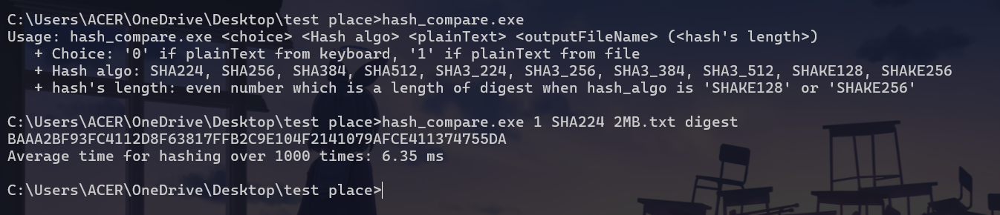 C:\Users\ACER\OneDrive\Desktop\test place>hash_compare.exe
Usage: hash_compare.exe <choice> <Hash algo> <plainText> <outputFileName> (<hash's length>)
   + Choice: '0' if plainText from keyboard, '1' if plainText from file
   + Hash algo: SHA224, SHA256, SHA384, SHA512, SHA3_224, SHA3_256, SHA3_384, SHA3_512, SHAKE128, SHAKE256
   + hash's length: even number which is a length of digest when hash_algo is 'SHAKE128' or 'SHAKE256'
C:\Users\ACER\OneDrive\Desktop\test place>hash_compare.exe 1 SHA224 2MB.txt digest
BAAA2BF93FC4112D8F63817FFB2C9E104F2141079AFCE411374755DA
Average time for hashing over 1000 times: 6.35 ms
C:\Users\ACER\OneDrive\Desktop\test place>